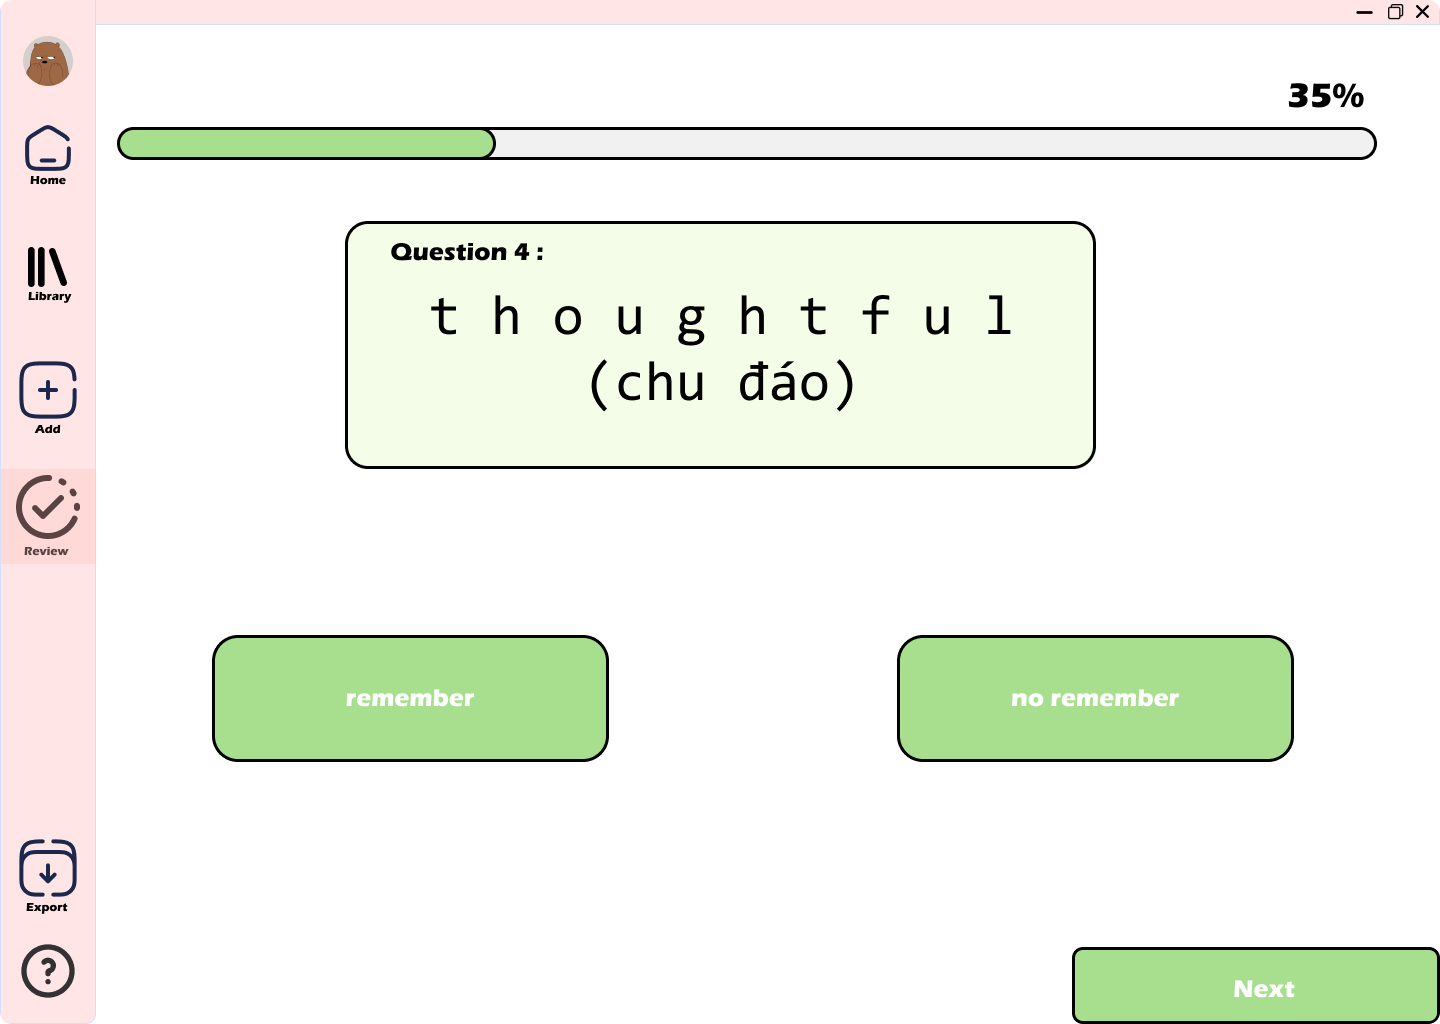 35%
Home
Library
Add
Review
Export
Question 4 :
t h o u g h t f u l
(chu đáo)
remember
no remember
Next